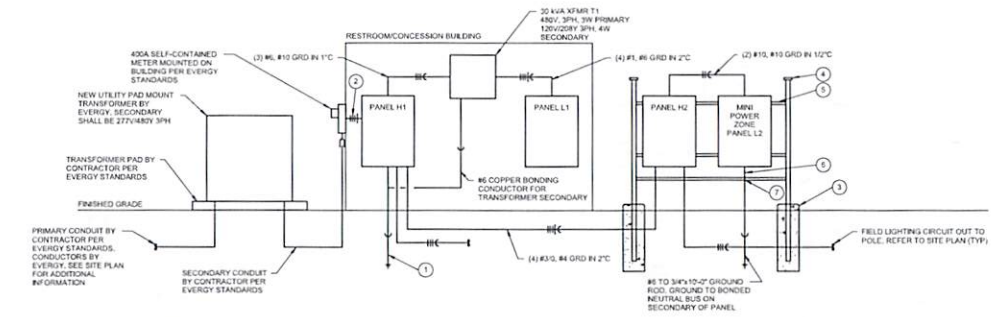 30 kVA XFMR T1
480V, 3PH, 3W PRIMARY
120V/208Y 3PH, 4W
SECONDARY
RESTROOM/CONCESSION BUILDING
400A SELF-CONTAINED
METER MOUNTED ON
BUILDING PER EVERGY
STANDARDS
(3) #6, #10 GRD IN 1"C
(4) #1, #6 GRD IN 2"C
(2) #10, #10 GRD IN 1/2"C
NEW UTILITY PAD MOUNT
TRANSFORMER BY
EVERGY, SECONDARY
SHALL BE 277V/480Y 3PH
2
PANEL H1
PANEL L1
PANEL H2
MINI
POWER
ZONE
PANEL L2
4
5
TRANSFORMER PAD BY
CONTRACTOR PER
EVERGY STANDARDS
#6 COPPER BONDING
CONDUCTOR FOR
TRANSFORMER SECONDARY
6
7
3
FINISHED GRADE
PRIMARY CONDUIT BY
CONTRACTOR PER
EVERGY STANDARDS,
CONDUCTORS BY
EVERGY, SEE SITE PLAN
FOR ADDITIONAL
INFORMATION
SECONDARY CONDUIT
BY CONTRACTOR PER
EVERGY STANDARDS
1
(4) #3/0, #4 GRD IN 2"C
FIELD LIGHTING CIRCUIT OUT TO
POLE, REFER TO SITE PLAN (TYP)
#6 TO 3/4"x10'-0" GROUND
ROD, GROUND TO BONDED
NEUTRAL BUS ON
SECONDARY OF PANEL